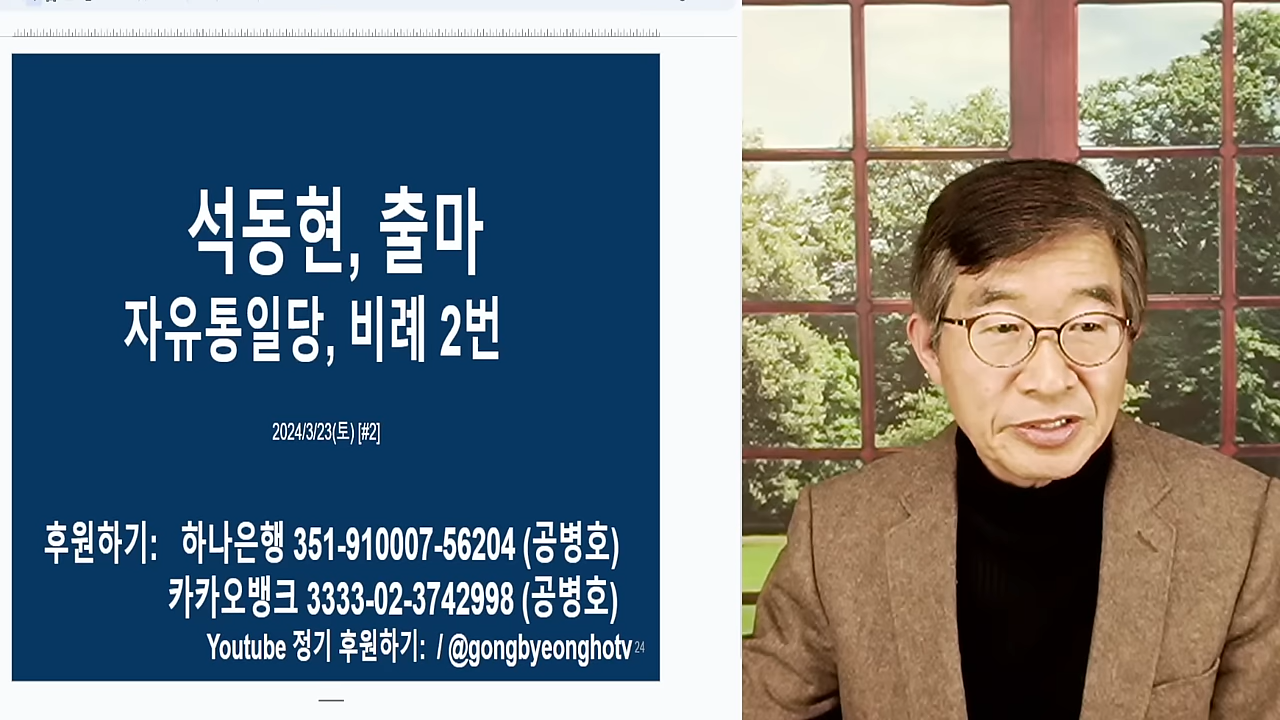 석동현, 출마
자유통일당, 비례 2번
2024/3/23(토) [#2]
후원하기: 하나은행 351-910007-56204 (공병호)
카카오뱅크 3333-02-3742998 (공병호)
Youtube 정기 후원하기: / @gongbyeonghotv
24